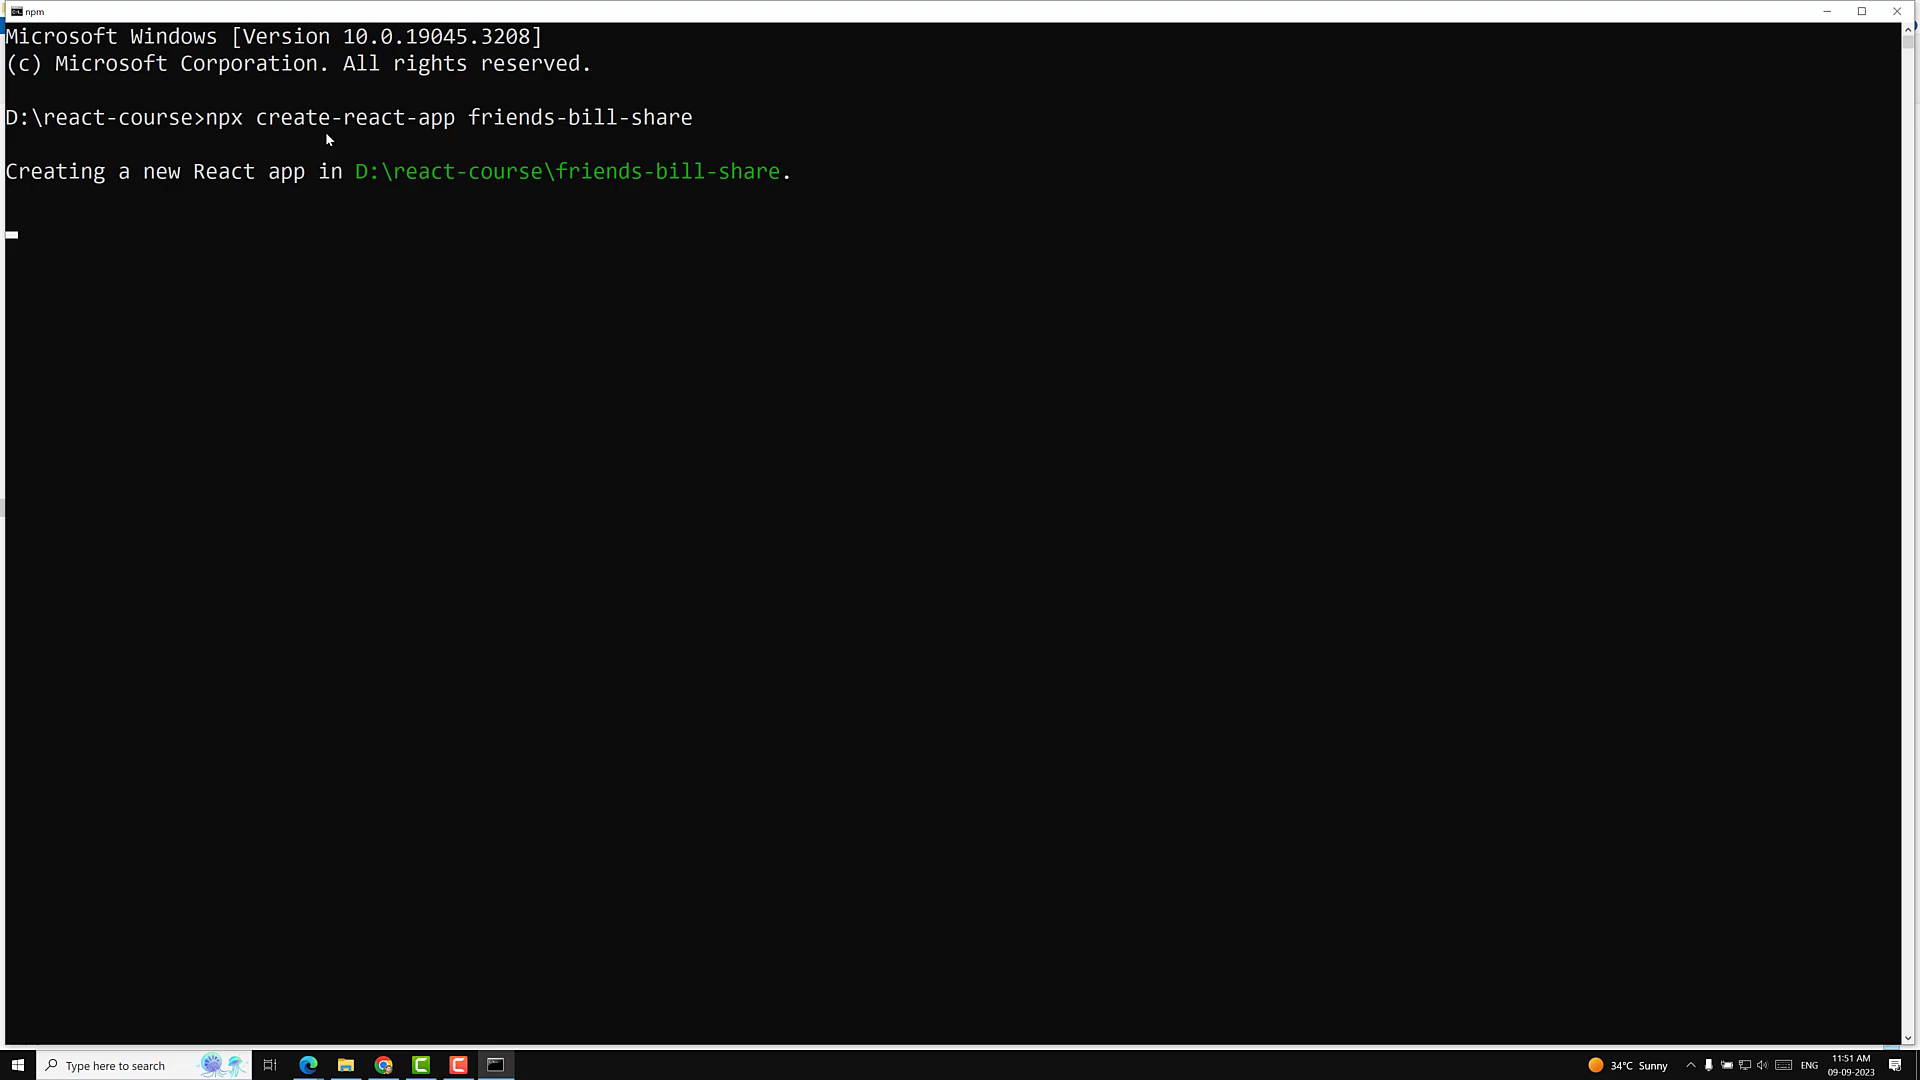 npm
Microsoft Windows [Version 10.0.19045.3208]
(c) Microsoft Corporation. All rights reserved.
D:\react-course>npx create-react-app friends-bill-share
Creating a new React app in D:\react-course\friends-bill-share.
Type here to search
34°C Sunny
ENG
11:51 AM
09-09-2023